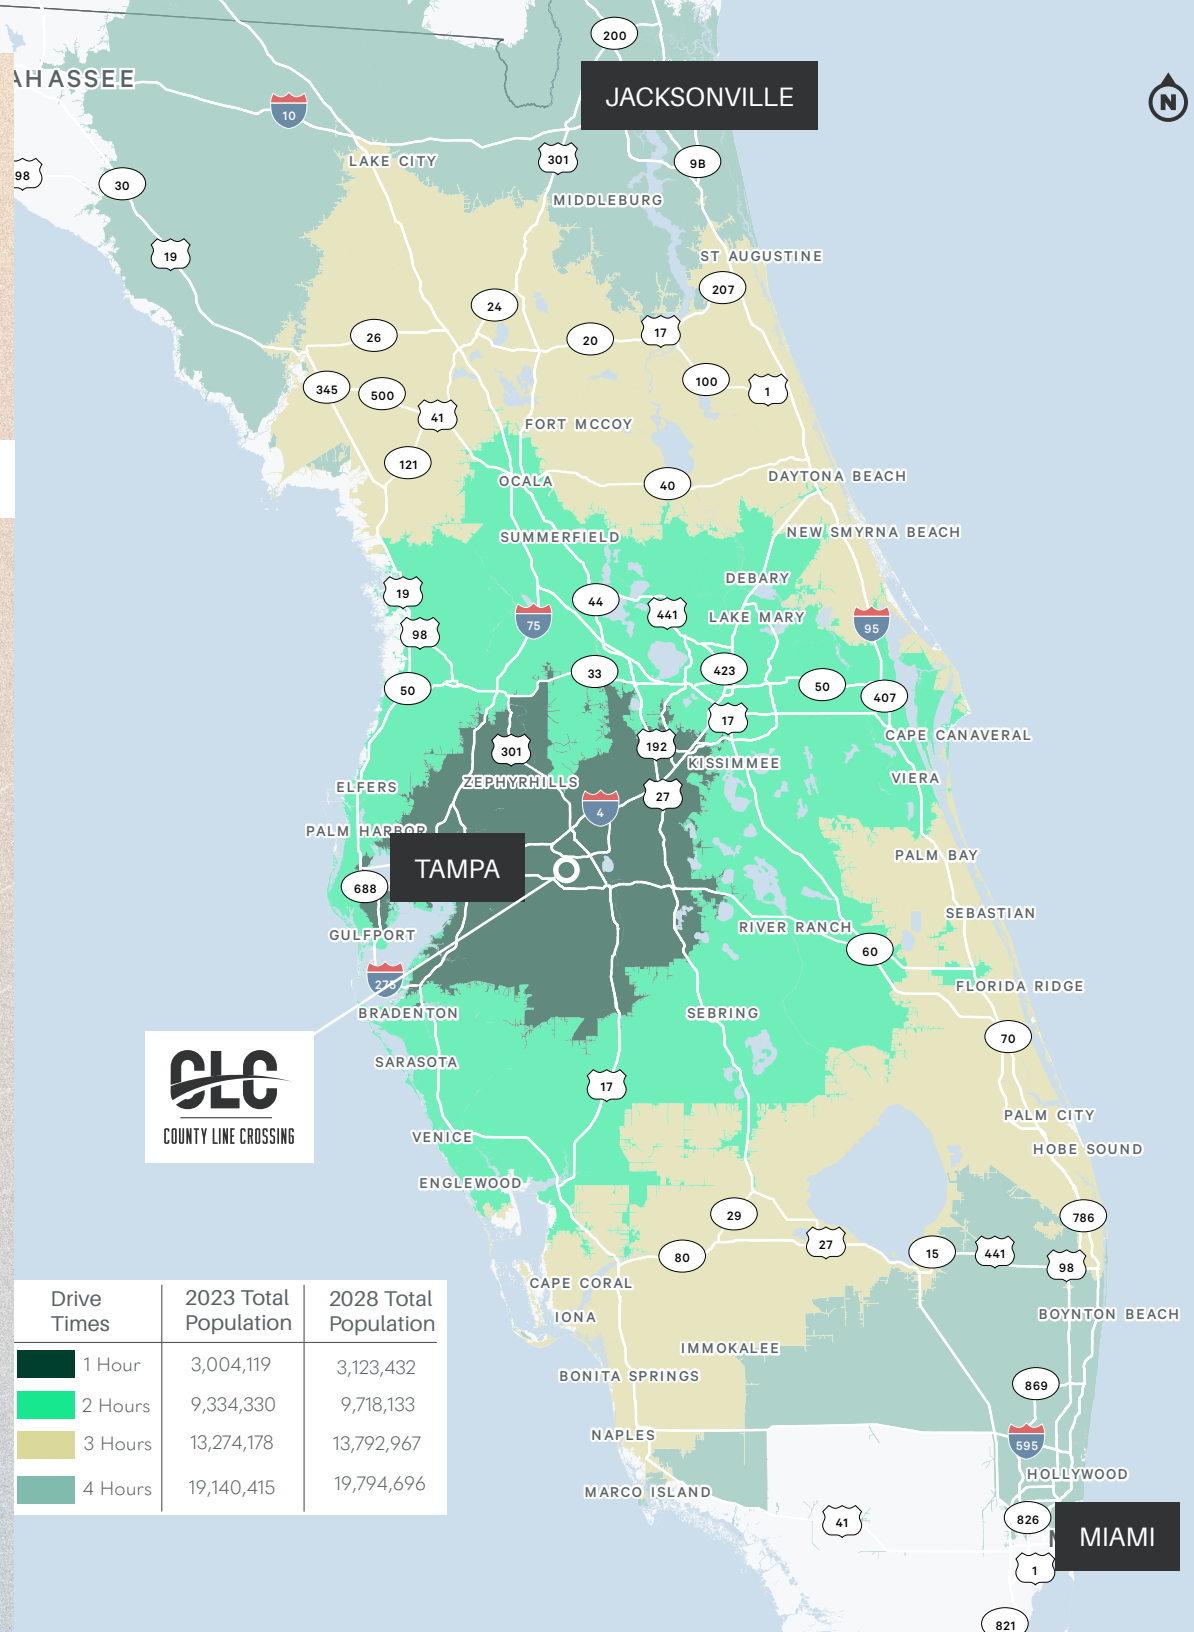 200
JACKSONVILLE
N
AHASSEE
10
98
30
LAKE CITY
301
9B
MIDDLEBURG
19
ST AUGUSTINE
207
24
26
20
17
345
500
100
1
41
FORT MCCOY
121
OCALA
40
DAYTONA BEACH
SUMMERFIELD
NEW SMYRNA BEACH
DEBARY
19
44
441
LAKE MARY
75
95
98
33
423
50
50
407
17
301
192
CAPE CANAVERAL
KISSIMMEE
ZEPHYRHILLS
VIERA
ELFERS
27
4
PALM HARBOR
TAMPA
PALM BAY
688
SEBASTIAN
RIVER RANCH
GULFPORT
60
275
FLORIDA RIDGE
BRADENTON
SEBRING
70
SARASOTA
CLC
COUNTY LINE CROSSING
17
PALM CITY
VENICE
HOBE SOUND
ENGLEWOOD
29
786
27
15
441
80
98
CAPE CORAL
IONA
BOYNTON BEACH
IMMOKALEE
BONITA SPRINGS
869
NAPLES
595
HOLLYWOOD
MARCO ISLAND
41
826
MIAMI
1
821
Drive Times 2023 Total Population 2028 Total Population
1 Hour 3,004,119 3,123,432
2 Hours 9,334,330 9,718,133
3 Hours 13,274,178 13,792,967
4 Hours 19,140,415 19,794,696